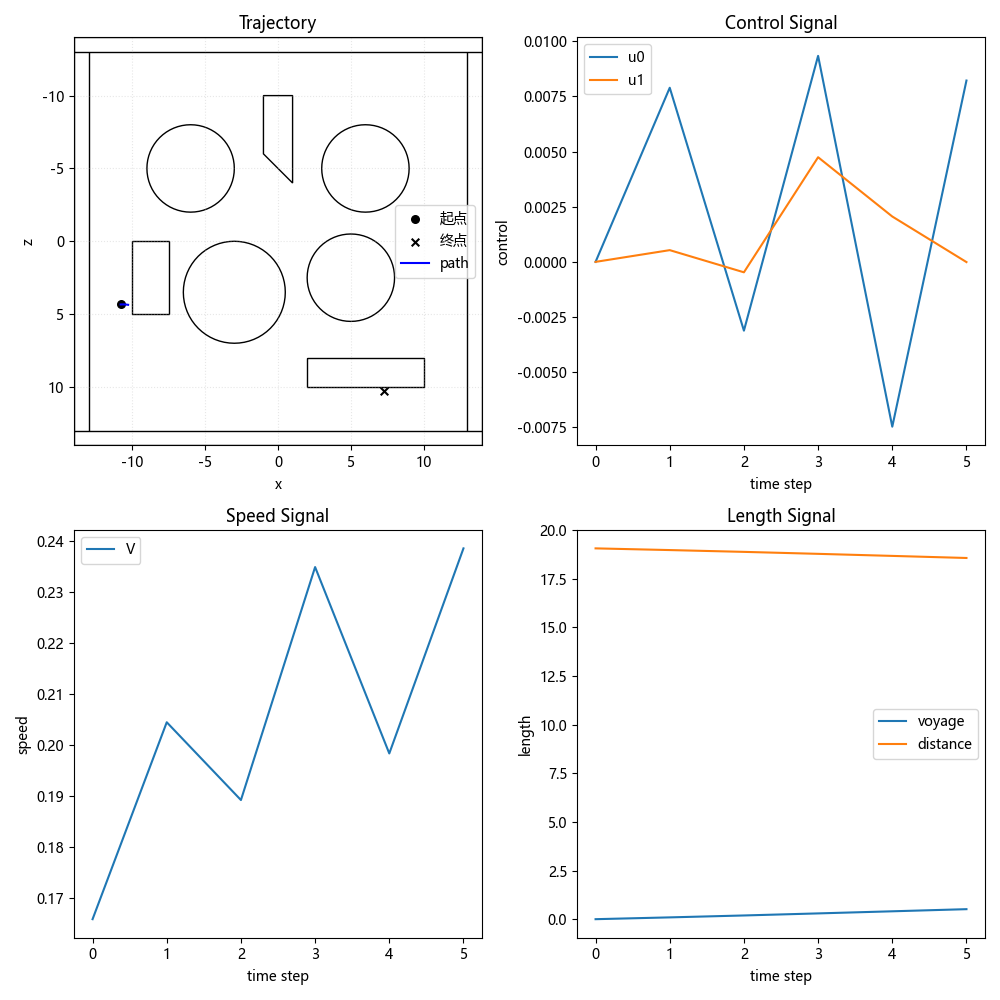 Trajectory
-10
-5
0
5
10
z
-10 -5 0 5 10
x
起点
终点
path
Control Signal
0.0100
0.0075
0.0050
0.0025
0.0000
-0.0025
-0.0050
-0.0075
control
u0
u1
0 1 2 3 4 5
time step
Speed Signal
0.24
0.23
0.22
0.21
0.20
0.19
0.18
0.17
speed
V
0 1 2 3 4 5
time step
Length Signal
20.0
17.5
15.0
12.5
10.0
7.5
5.0
2.5
0.0
length
voyage
distance
0 1 2 3 4 5
time step